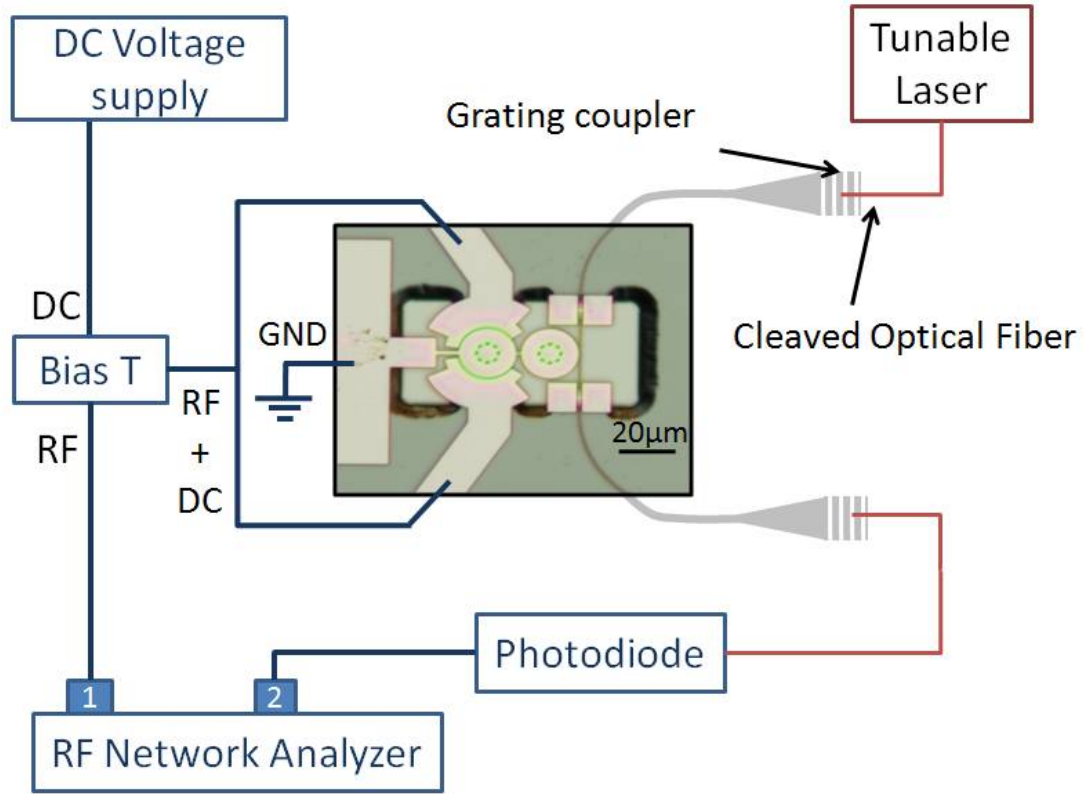 DC Voltage
supply
Tunable
Laser
Grating coupler
DC
GND
Cleaved Optical Fiber
Bias T
RF
RF
+
DC
20µm
Photodiode
1
2
RF Network Analyzer